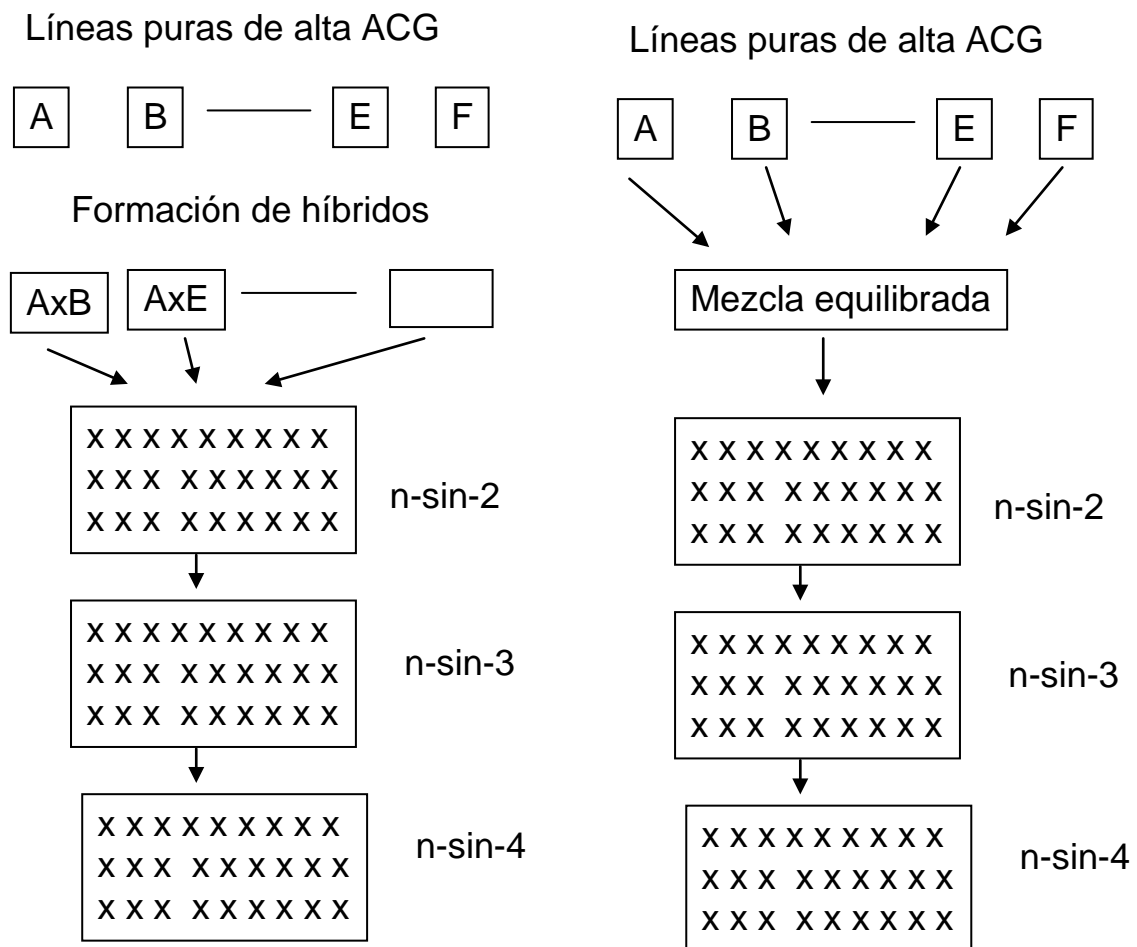 Líneas puras de alta ACG
A B E F
Formación de híbridos
AxB AxE
x x x x x x x x x
x x x x x x x x x
x x x x x x x x x
n-sin-2
x x x x x x x x x
x x x x x x x x x
x x x x x x x x x
n-sin-3
x x x x x x x x x
x x x x x x x x x
x x x x x x x x x
n-sin-4
Líneas puras de alta ACG
A B E F
Mezcla equilibrada
x x x x x x x x x
x x x x x x x x x
x x x x x x x x x
n-sin-2
x x x x x x x x x
x x x x x x x x x
x x x x x x x x x
n-sin-3
x x x x x x x x x
x x x x x x x x x
x x x x x x x x x
n-sin-4